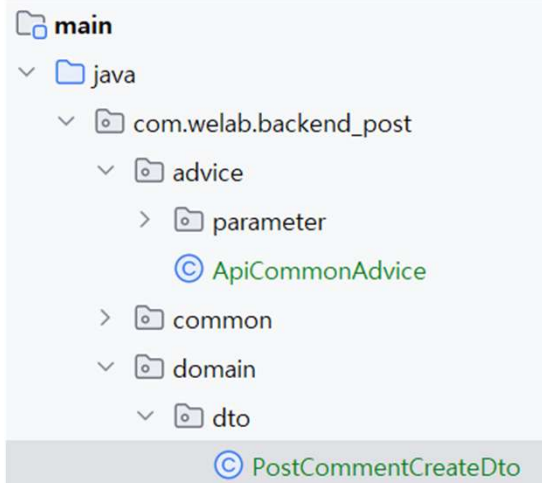 main
java
com.welab.backend_post
advice
parameter
ApiCommonAdvice
common
domain
dto
PostCommentCreateDto